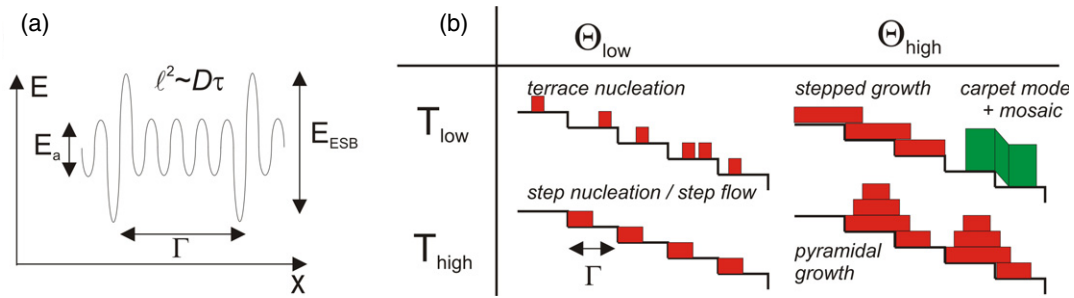 (a)
ℓ²~Dτ
E
Eₐ
E_ESB
Γ
X
(b)
Θ_low
Θ_high
T_low
terrace nucleation
stepped growth
carpet mode
+ mosaic
T_high
step nucleation / step flow
Γ
pyramidal
growth